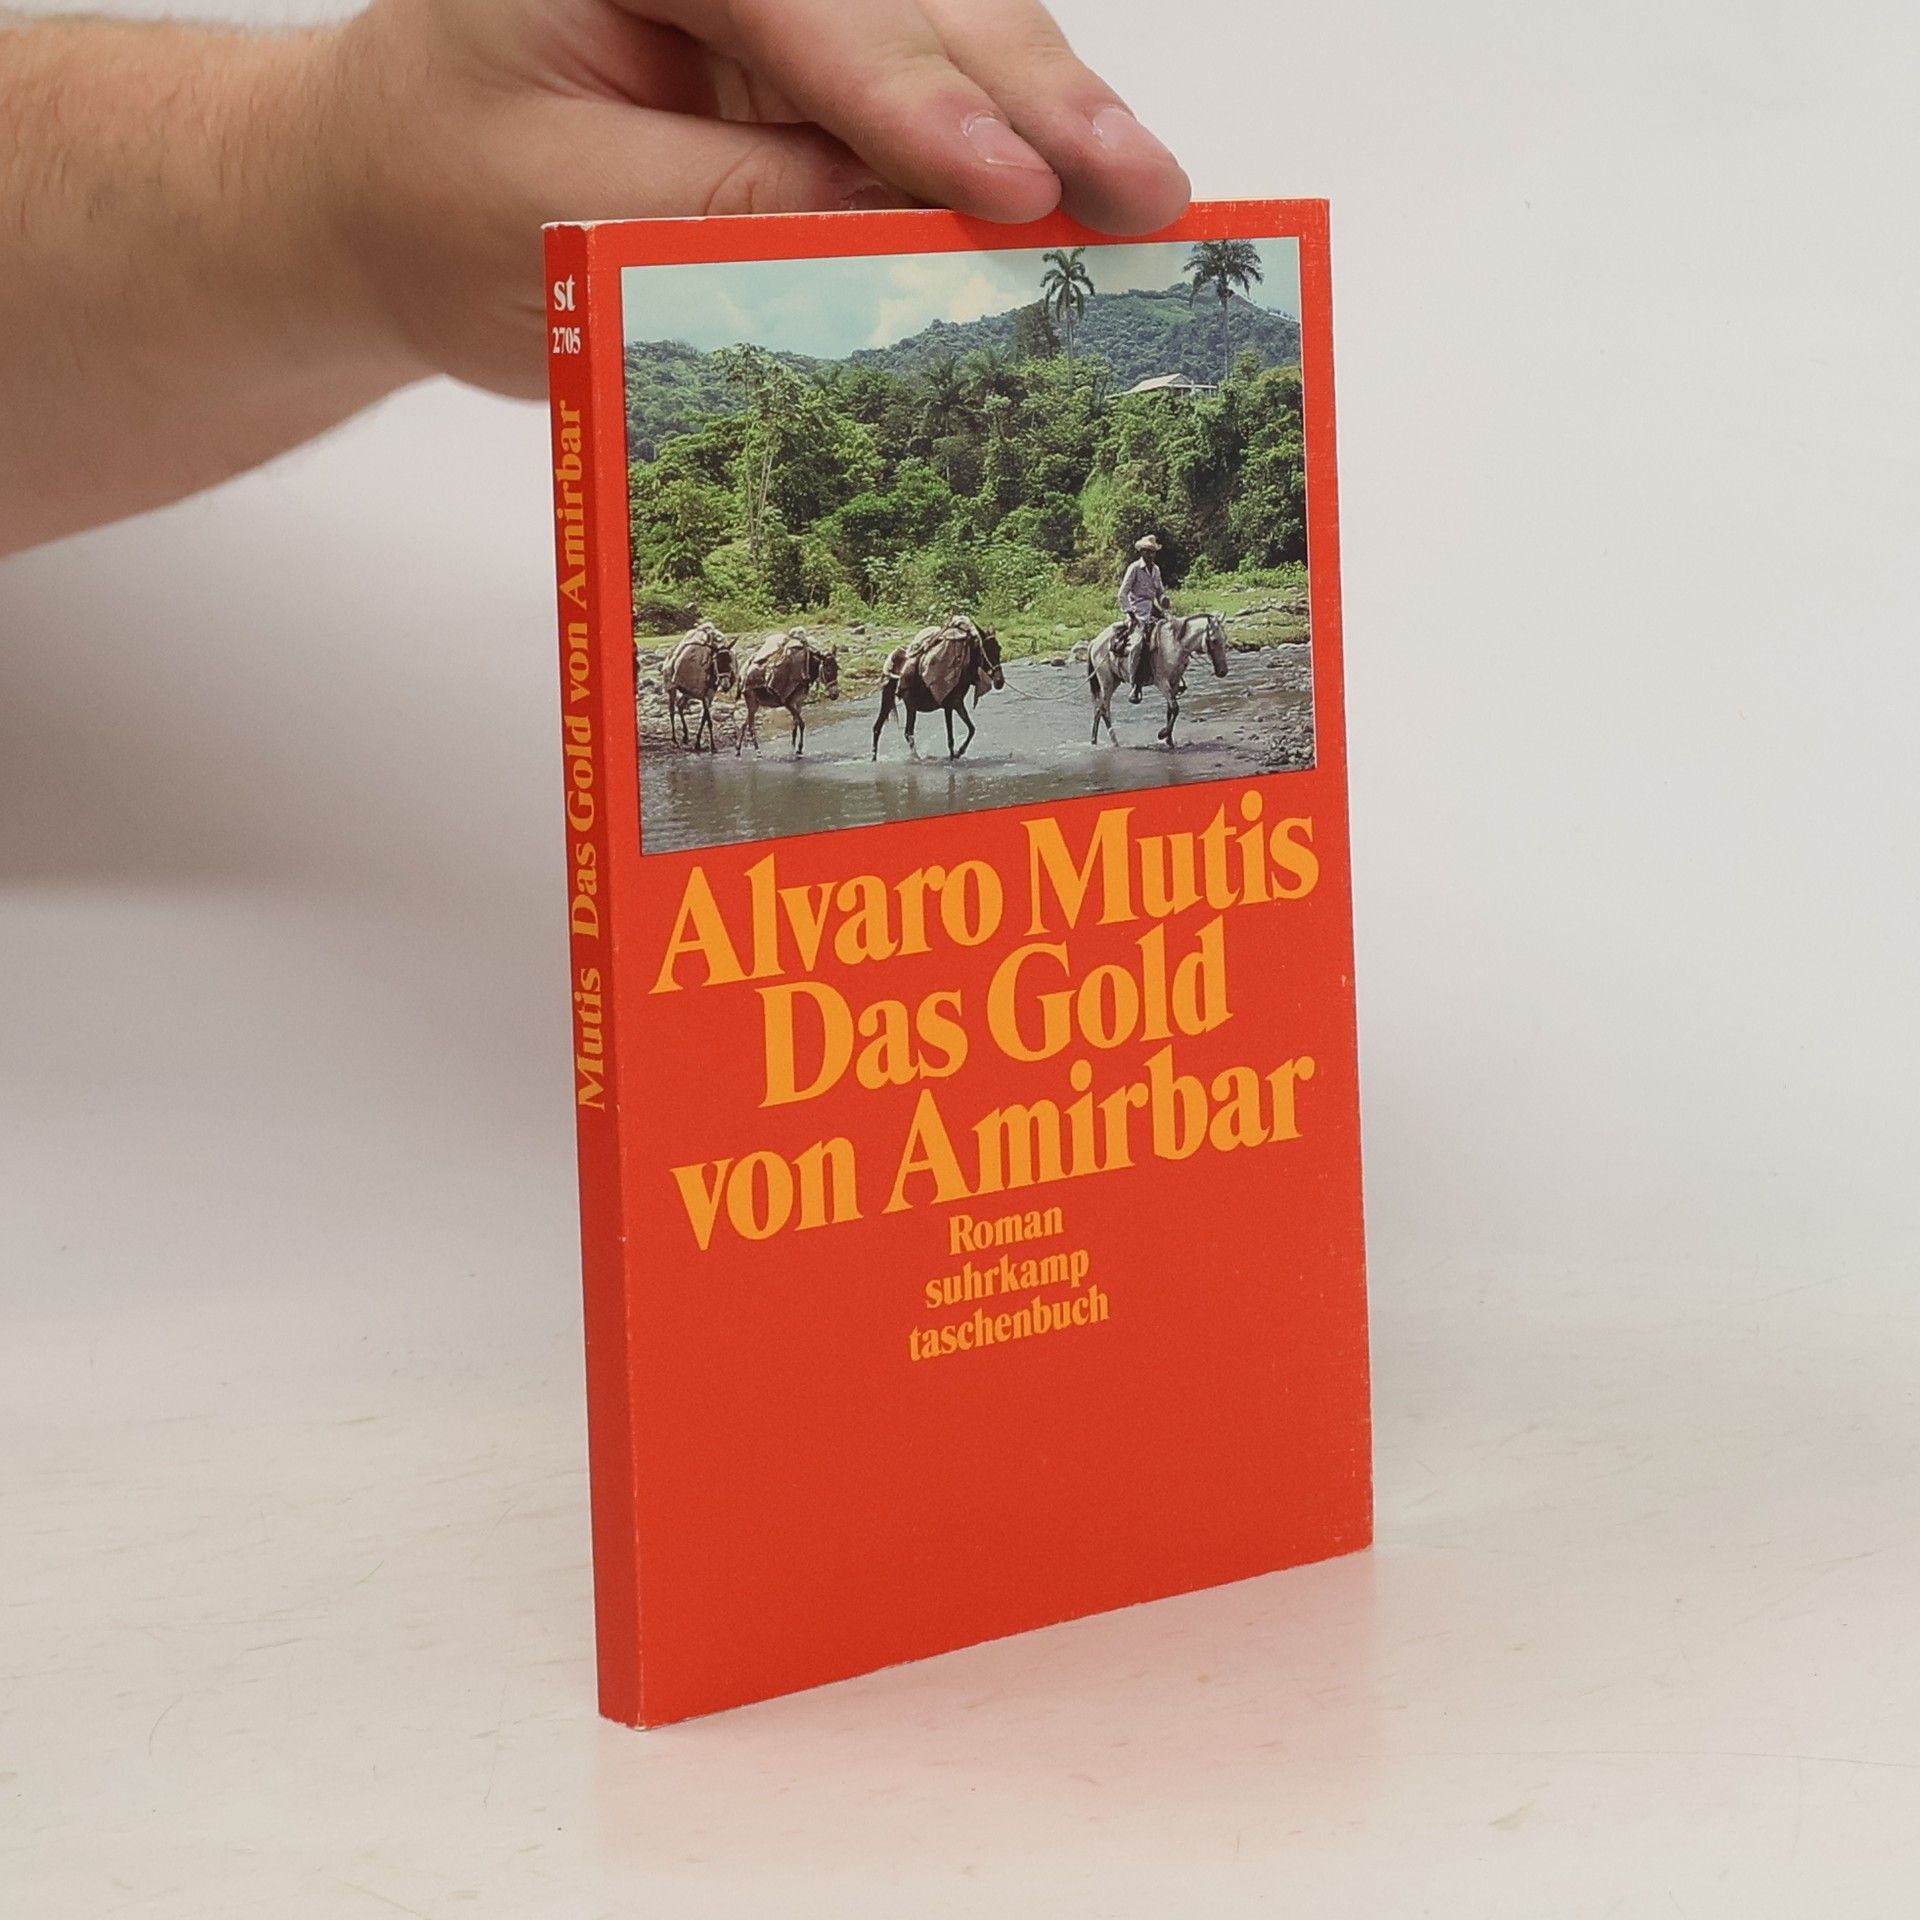 st
2705
Mutis Das Gold von Amirbar
Alvaro Mutis
Das Gold
von Amirbar
Roman
suhrkamp
taschenbuch